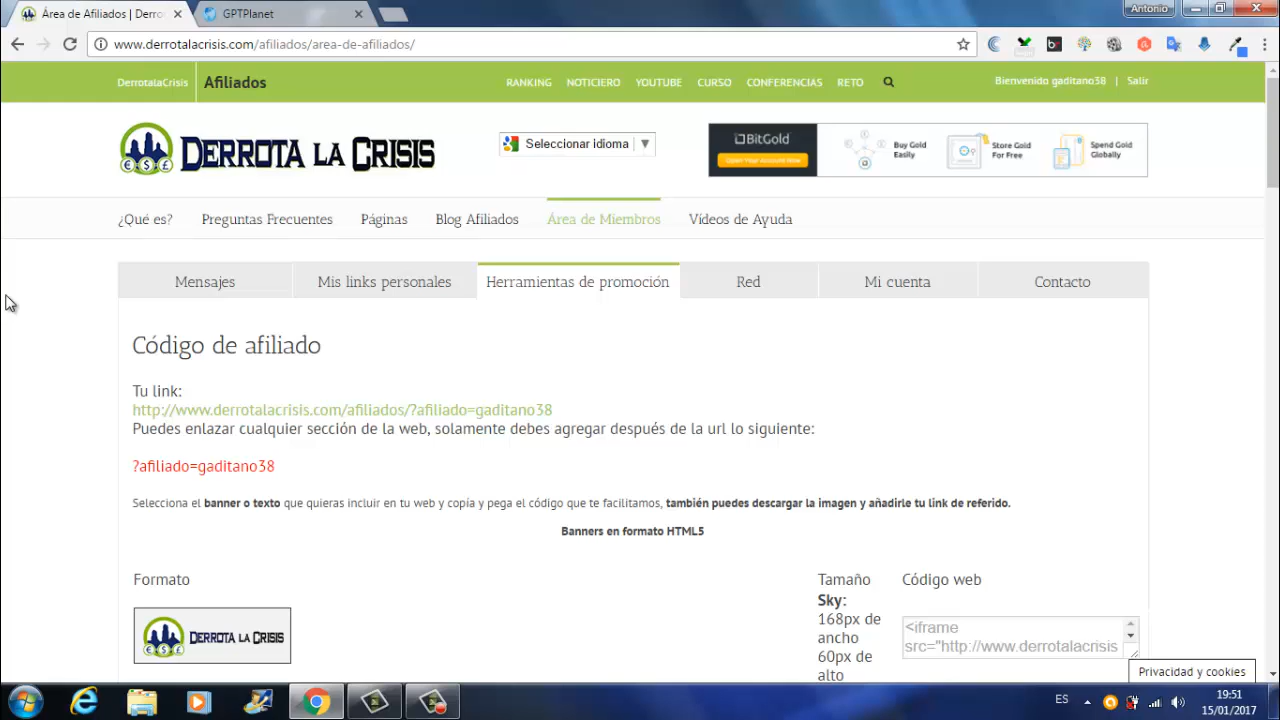 Área de Afiliados | Derro
GPTPlanet
Antonio
www.derrotalacrisis.com/afiliados/area-de-afiliados/
DerrotalaCrisis
Afiliados
RANKING
NOTICIERO
YOUTUBE
CURSO
CONFERENCIAS
RETO
Bienvenido gaditano38 | Salir
DERROTA LA CRISIS
Seleccionar idioma
BitGold
Open Your Account Now
Buy Gold
Easily
Store Gold
For Free
Spend Gold
Globally
¿Qué es?
Preguntas Frecuentes
Páginas
Blog Afiliados
Área de Miembros
Vídeos de Ayuda
Mensajes
Mis links personales
Herramientas de promoción
Red
Mi cuenta
Contacto
Código de afiliado
Tu link:
http://www.derrotalacrisis.com/afiliados/?afiliado=gaditano38
Puedes enlazar cualquier sección de la web, solamente debes agregar después de la url lo siguiente:
?afiliado=gaditano38
Selecciona el banner o texto que quieras incluir en tu web y copía y pega el código que te facilitamos, también puedes descargar la imagen y añadirle tu link de referido.
Banners en formato HTML5
Formato
Tamaño
Código web
DERROTA LA CRISIS
Sky:
168px de
ancho
60px de
alto
<iframe
src="http://www.derrotalacrisis
Privacidad y cookies
ES
19:51
15/01/2017